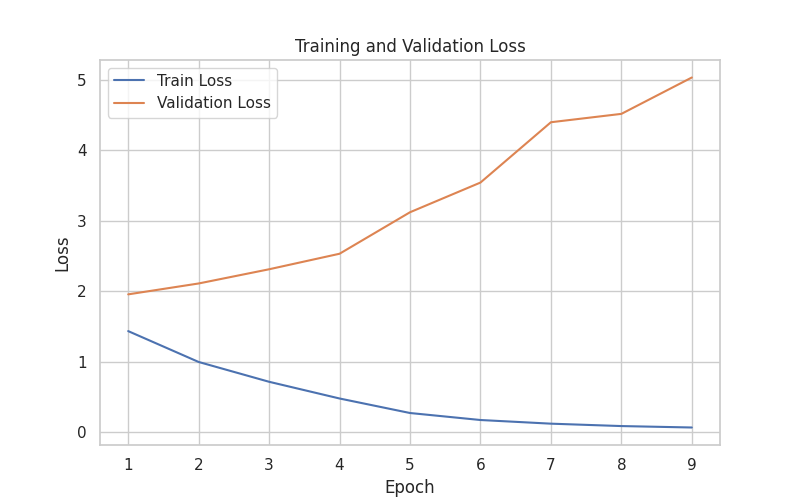 Training and Validation Loss
Train Loss
Validation Loss
5
4
3
2
1
0
Loss
1 2 3 4 5 6 7 8 9
Epoch